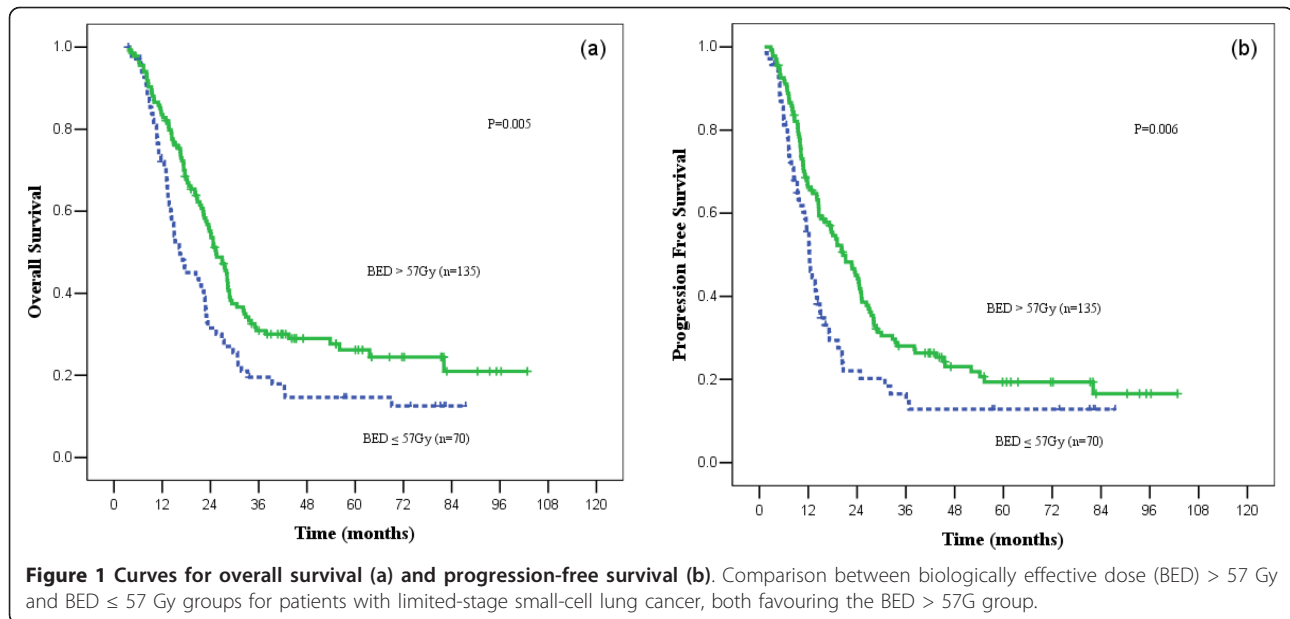 (a)
1.0
0.8
0.6
0.4
0.2
0.0
Overall Survival
P=0.005
BED > 57Gy (n=135)
BED ≤ 57Gy (n=70)
0 12 24 36 48 60 72 84 96 108 120
Time (months)
(b)
1.0
0.8
0.6
0.4
0.2
0.0
Progression Free Survival
P=0.006
BED > 57Gy (n=135)
BED ≤ 57Gy (n=70)
0 12 24 36 48 60 72 84 96 108 120
Time (months)
Figure 1 Curves for overall survival (a) and progression-free survival (b). Comparison between biologically effective dose (BED) > 57 Gy
and BED ≤ 57 Gy groups for patients with limited-stage small-cell lung cancer, both favouring the BED > 57G group.